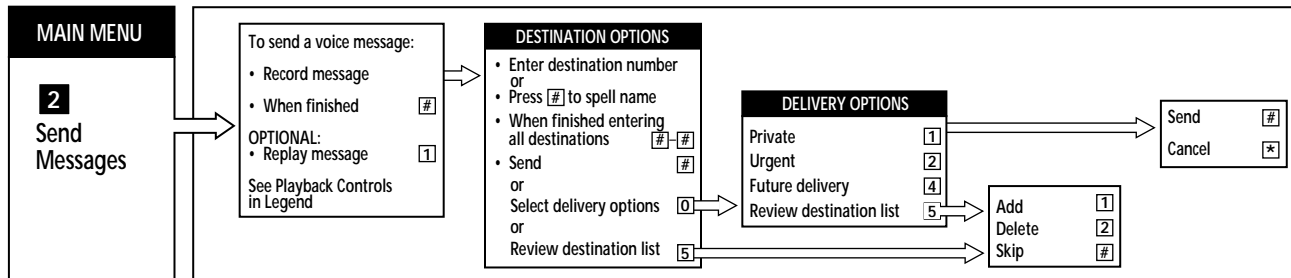 MAIN MENU
2
Send
Messages
To send a voice message:
• Record message
• When finished #
OPTIONAL:
• Replay message 1
See Playback Controls
in Legend
DESTINATION OPTIONS
• Enter destination number
or
• Press # to spell name
• When finished entering
all destinations #–#
• Send #
or
Select delivery options 0
or
Review destination list 5
DELIVERY OPTIONS
Private 1
Urgent 2
Future delivery 4
Review destination list 5
Send #
Cancel *
Add 1
Delete 2
Skip #